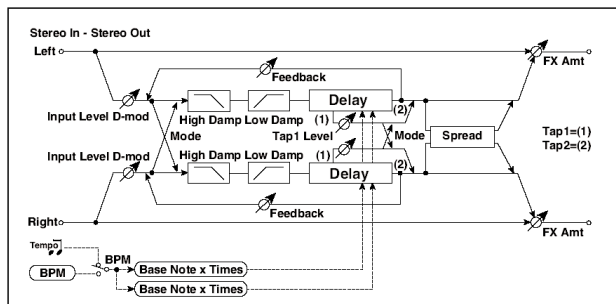 Stereo In - Stereo Out
Left
FX Amt
Feedback
High Damp Low Damp
Delay
(2)
Input Level D-mod
(1)
Mode
Tap1 Level
Mode
Spread
Tap1=(1)
Tap2=(2)
Input Level D-mod
High Damp Low Damp
(1)
Delay
(2)
Feedback
Right
FX Amt
Tempo
BPM
BPM
Base Note x Times
Base Note x Times